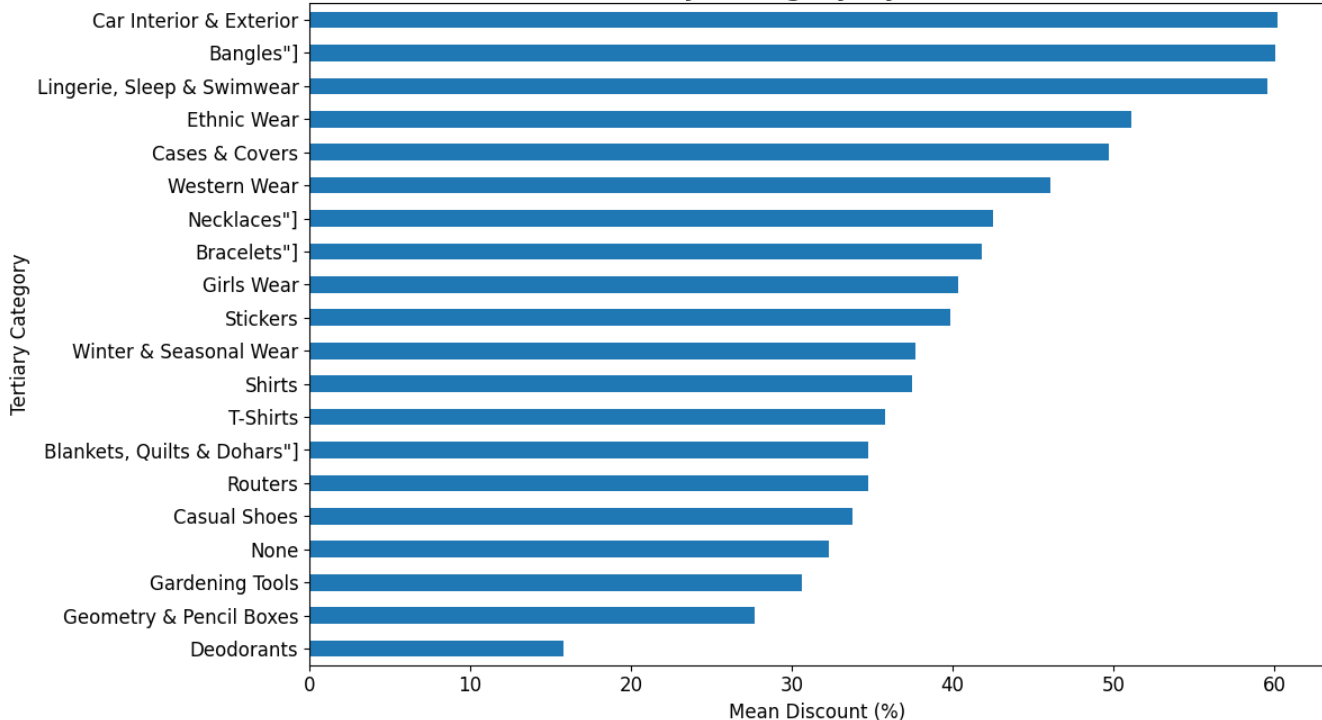 Car Interior & Exterior
Bangles"]
Lingerie, Sleep & Swimwear
Ethnic Wear
Cases & Covers
Western Wear
Necklaces"]
Bracelets"]
Girls Wear
Stickers
Winter & Seasonal Wear
Shirts
T-Shirts
Blankets, Quilts & Dohars"]
Routers
Casual Shoes
None
Gardening Tools
Geometry & Pencil Boxes
Deodorants
Tertiary Category
0 10 20 30 40 50 60
Mean Discount (%)